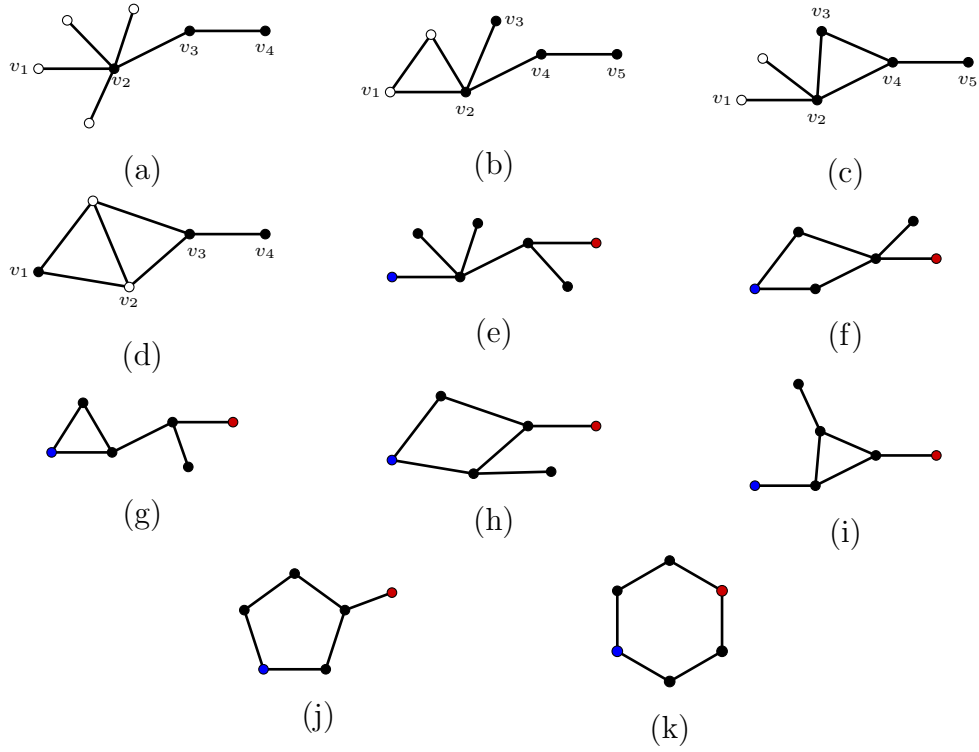 v₁ v₂ v₃ v₄
(a)
v₁ v₂ v₃ v₄ v₅
(b)
v₁ v₂ v₃ v₄ v₅
(c)
v₁ v₂ v₃ v₄
(d)
(e)
(f)
(g)
(h)
(i)
(j)
(k)